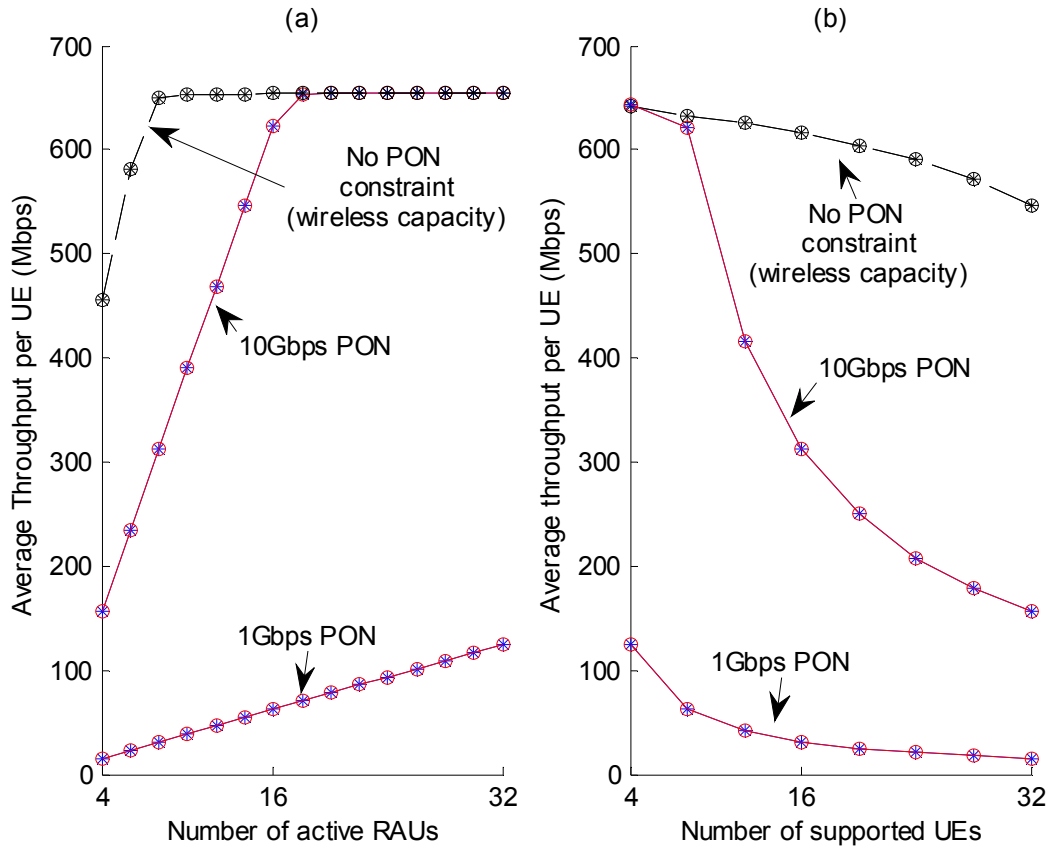 (a)
700
600
500
400
300
200
100
0
4
16
32
Average Throughput per UE (Mbps)
Number of active RAUs
No PON
constraint
(wireless capacity)
10Gbps PON
1Gbps PON
(b)
700
600
500
400
300
200
100
0
4
16
32
Average throughput per UE (Mbps)
Number of supported UEs
No PON
constraint
(wireless capacity)
10Gbps PON
1Gbps PON